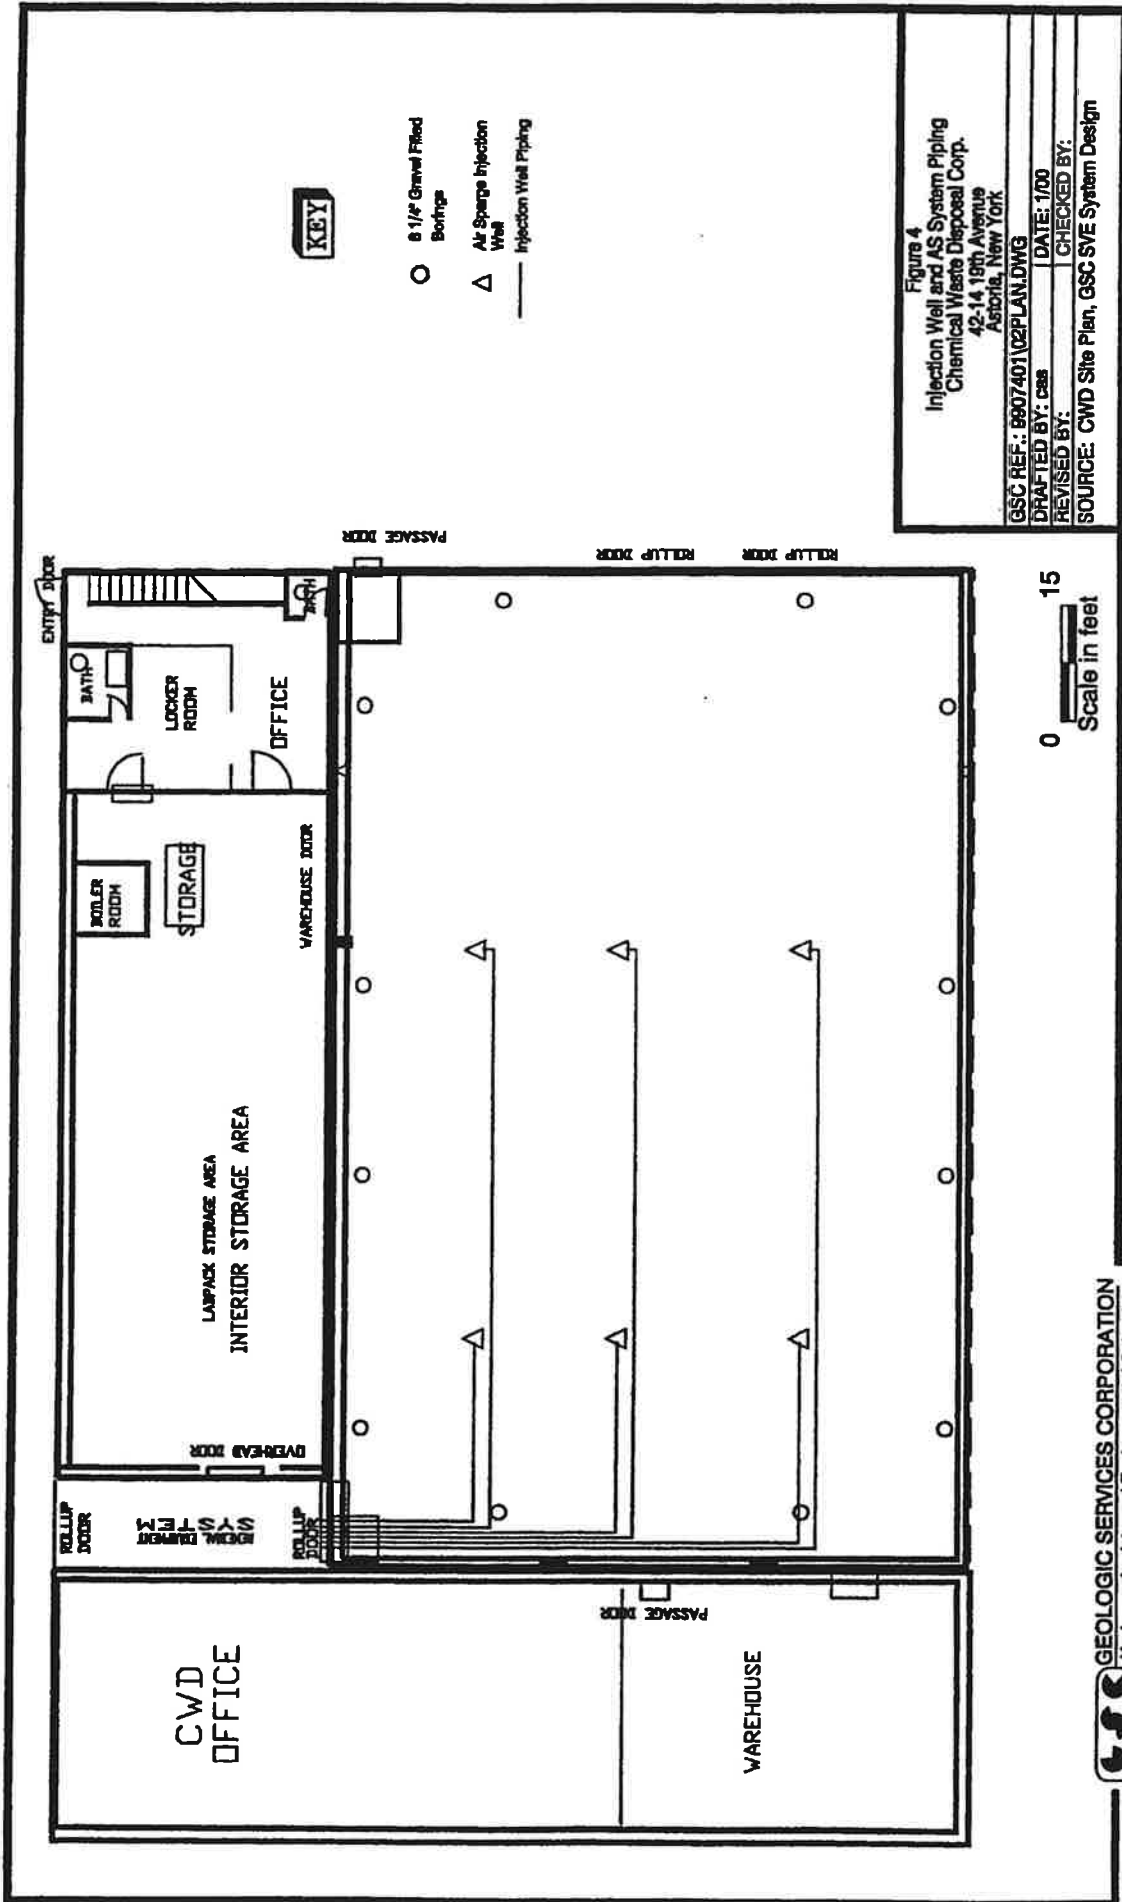 ENTRY DOOR
BATH
LOCKER
ROOM
OFFICE
BATH
PASSAGE DOOR
ROLLUP DOOR
ROLLUP DOOR
BOILER
ROOM
STORAGE
WAREHOUSE DOOR
LABPACK STORAGE AREA
INTERIOR STORAGE AREA
OVERHEAD DOOR
ROLLUP
DOOR
EQUIPMENT
SYSTEM
ROLLUP
DOOR
CWD
OFFICE
PASSAGE DOOR
WAREHOUSE
KEY
8 1/4" Gravel Filled
Borings
Air Sparge Injection
Well
Injection Well Piping
0 15
Scale in feet
GSC
GEOLOGIC SERVICES CORPORATION
Figure 4
Injection Well and AS System Piping
Chemical Waste Disposal Corp.
42-14 19th Avenue
Astoria, New York
GSC REF.: 9907401\02PLAN.DWG
DRAFTED BY: cas DATE: 1/00
REVISED BY: CHECKED BY:
SOURCE: CWD Site Plan, GSC SVE System Design